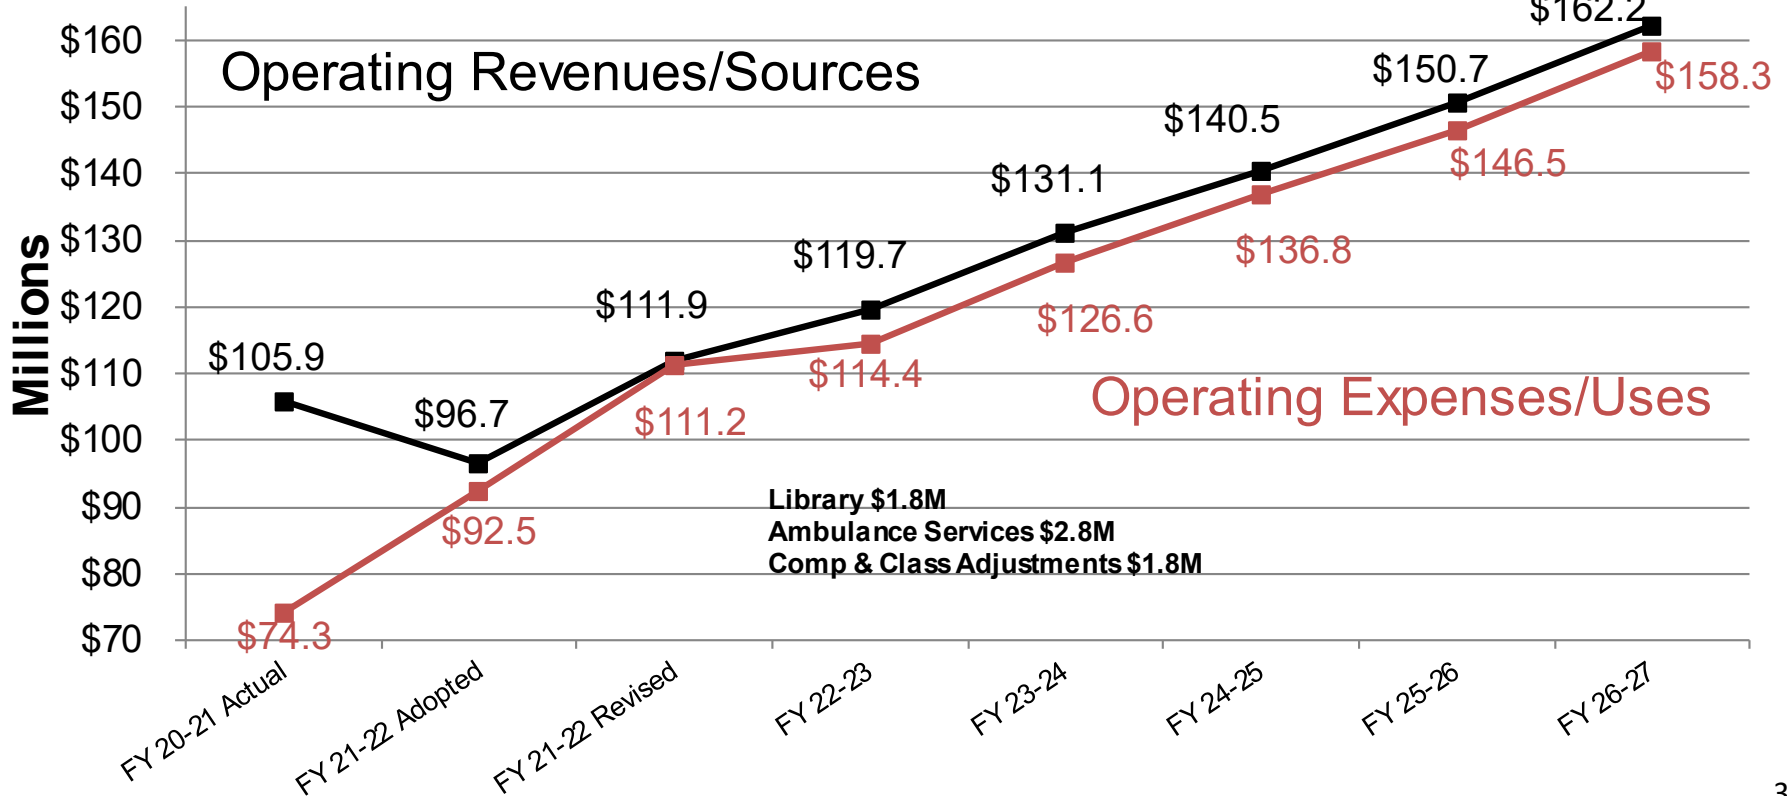 $162.2
$160
Operating Revenues/Sources
$150.7
$158.3
$150
$140.5
$146.5
$140
$131.1
$136.8
$130
$119.7
$126.6
$120
$111.9
$114.4
$110
$105.9
Operating Expenses/Uses
$111.2
$100
$96.7
$92.5
$90
Library $1.8M
Ambulance Services $2.8M
Comp & Class Adjustments $1.8M
$80
$74.3
$70
Millions
FY 20-21 Actual
FY 21-22 Adopted
FY 21-22 Revised
FY 22-23
FY 23-24
FY 24-25
FY 25-26
FY 26-27